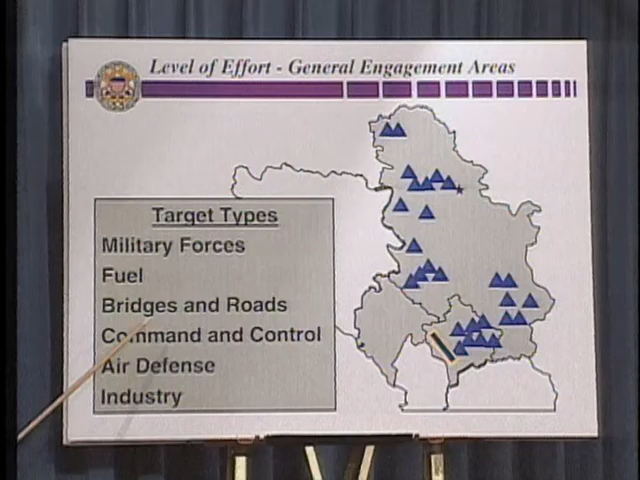 Level of Effort - General Engagement Areas
Target Types
Military Forces
Fuel
Bridges and Roads
Command and Control
Air Defense
Industry